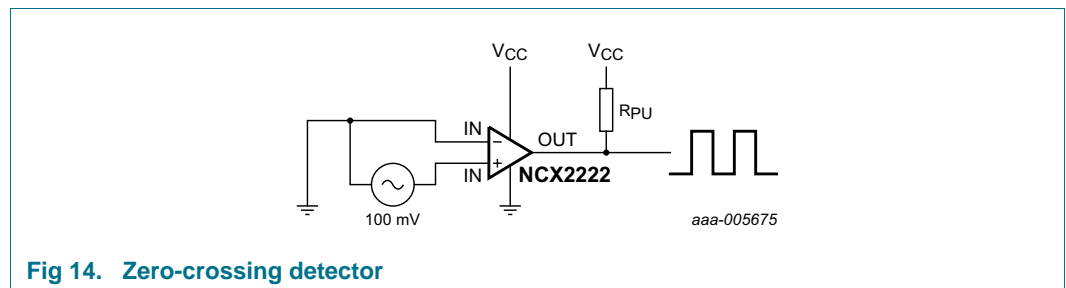 VCC VCC
RPU
IN OUT
IN NCX2222
100 mV
aaa-005675
Fig 14. Zero-crossing detector